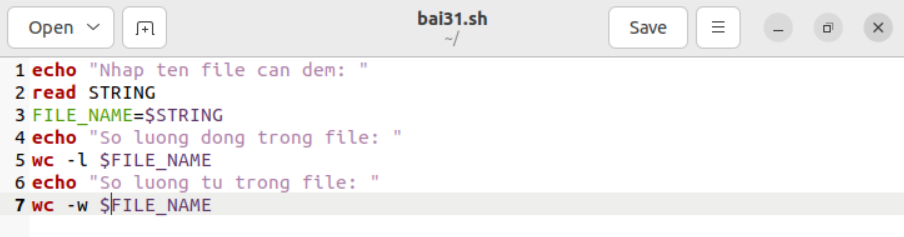 Open
bai31.sh
~/
Save
1 echo "Nhap ten file can dem: "
2 read STRING
3 FILE_NAME=$STRING
4 echo "So luong dong trong file: "
5 wc -l $FILE_NAME
6 echo "So luong tu trong file: "
7 wc -w $FILE_NAME